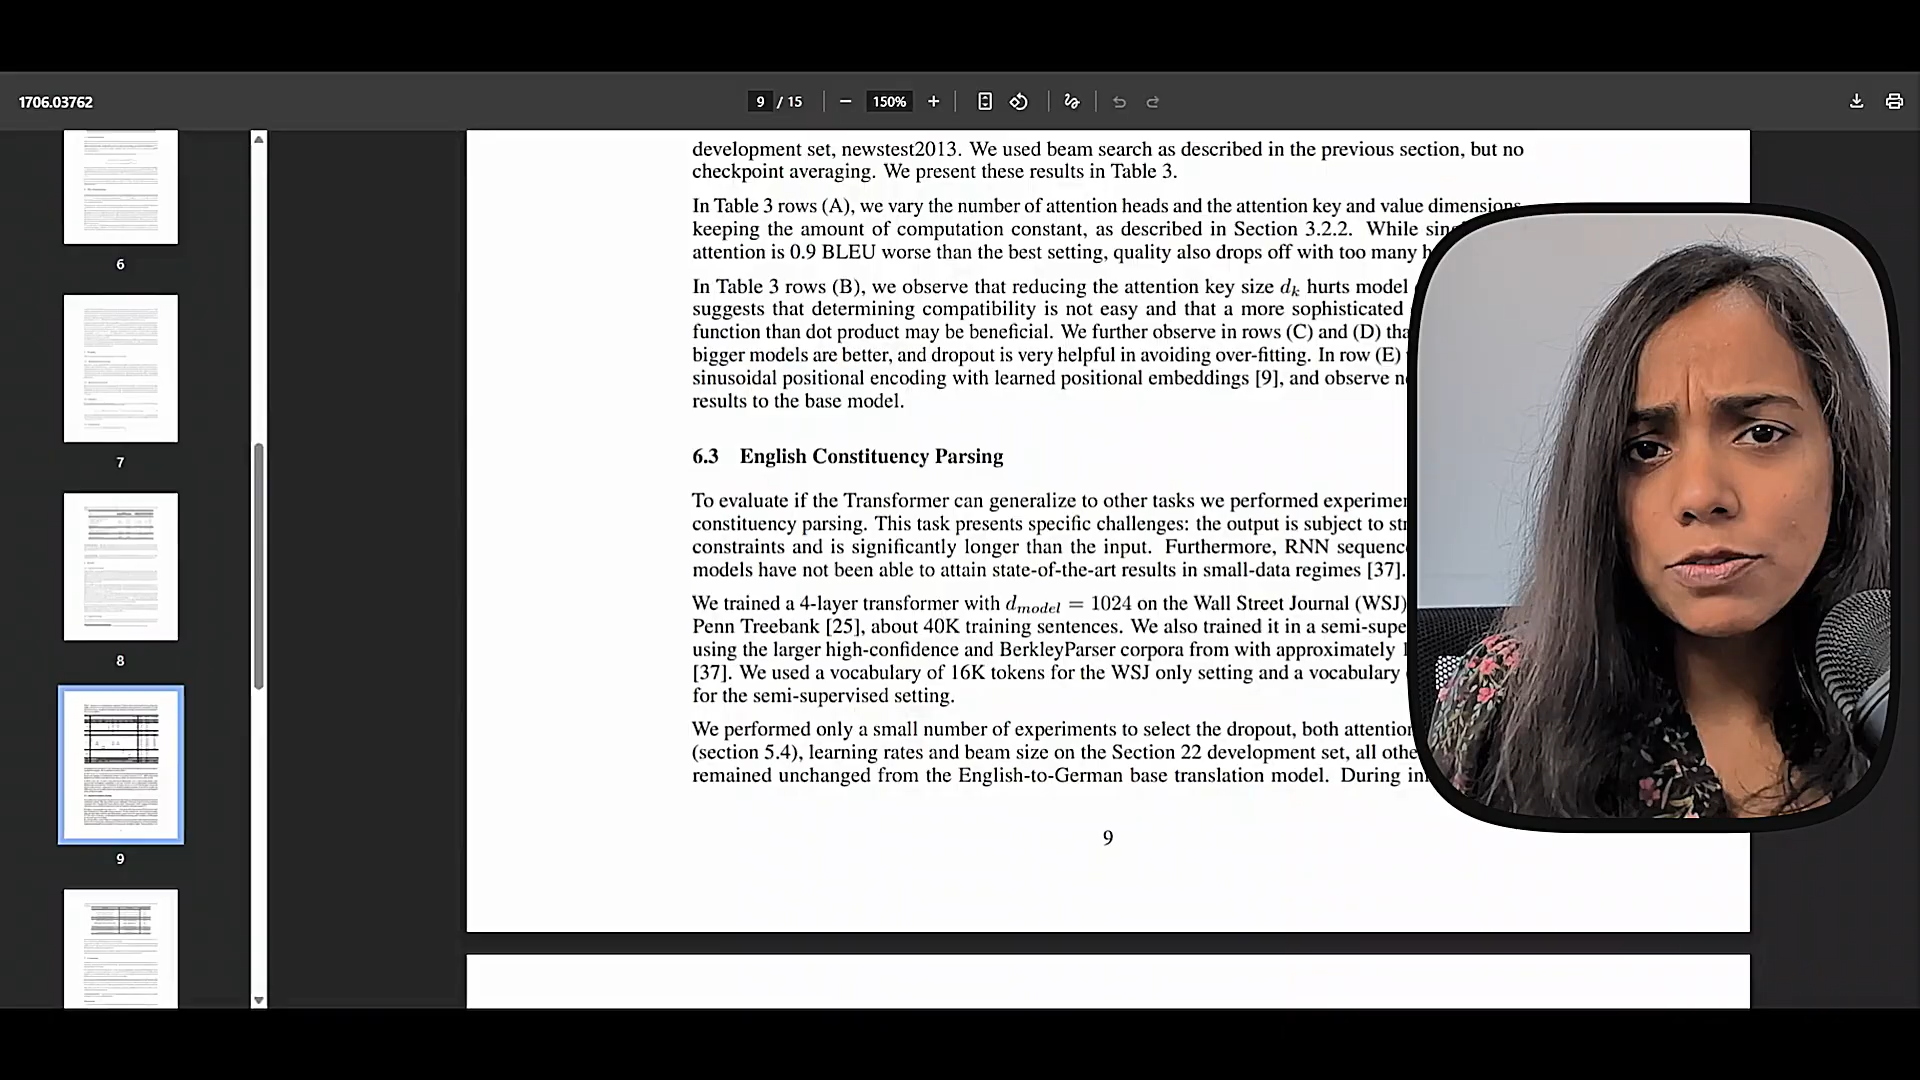 1706.03762
9 / 15
150%
6
7
8
9
development set, newstest2013. We used beam search as described in the previous section, but no
checkpoint averaging. We present these results in Table 3.
In Table 3 rows (A), we vary the number of attention heads and the attention key and value dimensions,
keeping the amount of computation constant, as described in Section 3.2.2. While
attention is 0.9 BLEU worse than the best setting, quality also drops off with too many
In Table 3 rows (B), we observe that reducing the attention key size dk hurts model
suggests that determining compatibility is not easy and that a more sophisticated
function than dot product may be beneficial. We further observe in rows (C) and (D)
bigger models are better, and dropout is very helpful in avoiding over-fitting. In row (E)
sinusoidal positional encoding with learned positional embeddings [9], and observe
results to the base model.
6.3 English Constituency Parsing
To evaluate if the Transformer can generalize to other tasks we performed
constituency parsing. This task presents specific challenges: the output is subject to
constraints and is significantly longer than the input. Furthermore, RNN
models have not been able to attain state-of-the-art results in small-data regimes [37].
We trained a 4-layer transformer with dmodel = 1024 on the Wall Street Journal (WSJ)
Penn Treebank [25], about 40K training sentences. We also trained it in a
using the larger high-confidence and BerkleyParser corpora from with approximately
[37]. We used a vocabulary of 16K tokens for the WSJ only setting and a vocabulary
for the semi-supervised setting.
We performed only a small number of experiments to select the dropout, both
(section 5.4), learning rates and beam size on the Section 22 development set, all
remained unchanged from the English-to-German base translation model. During
9